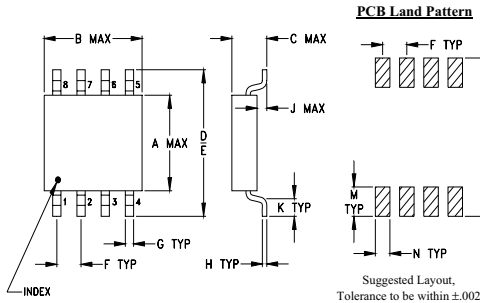 PCB Land Pattern
B MAX
C MAX
F TYP
8 7 6 5
J MAX
A MAX
D
E
K TYP
M
TYP
1 2 3 4
G TYP
F TYP
H TYP
N TYP
INDEX
Suggested Layout,
Tolerance to be within ±.002